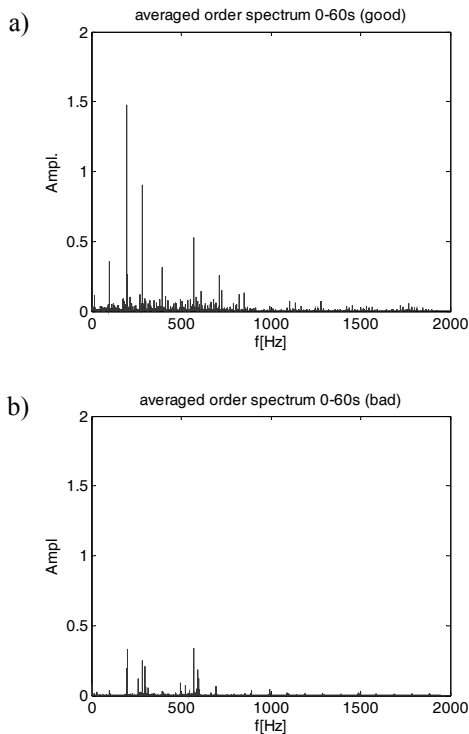 a)
averaged order spectrum 0-60s (good)
2
1.5
Ampl.
1
0.5
0
0 500 1000 1500 2000
f[Hz]
b)
averaged order spectrum 0-60s (bad)
2
1.5
Ampl
1
0.5
0
0 500 1000 1500 2000
f[Hz]